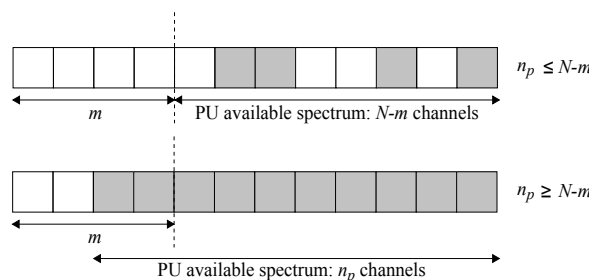 n_p ≤ N-m
m
PU available spectrum: N-m channels
n_p ≥ N-m
m
PU available spectrum: n_p channels